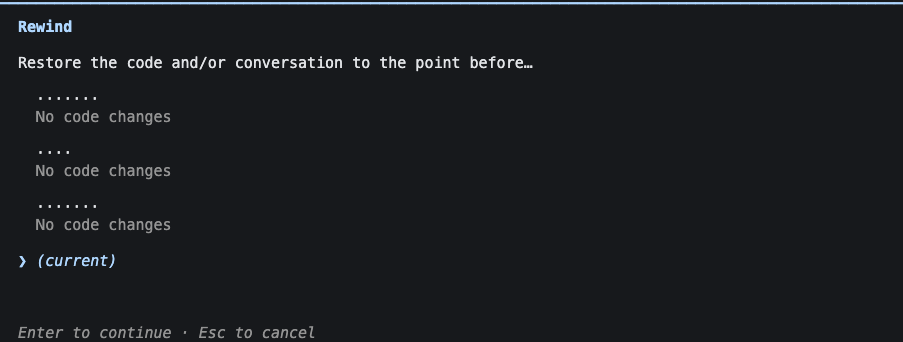 Rewind
Restore the code and/or conversation to the point before…
.......
No code changes
....
No code changes
.......
No code changes
❯ (current)
Enter to continue · Esc to cancel